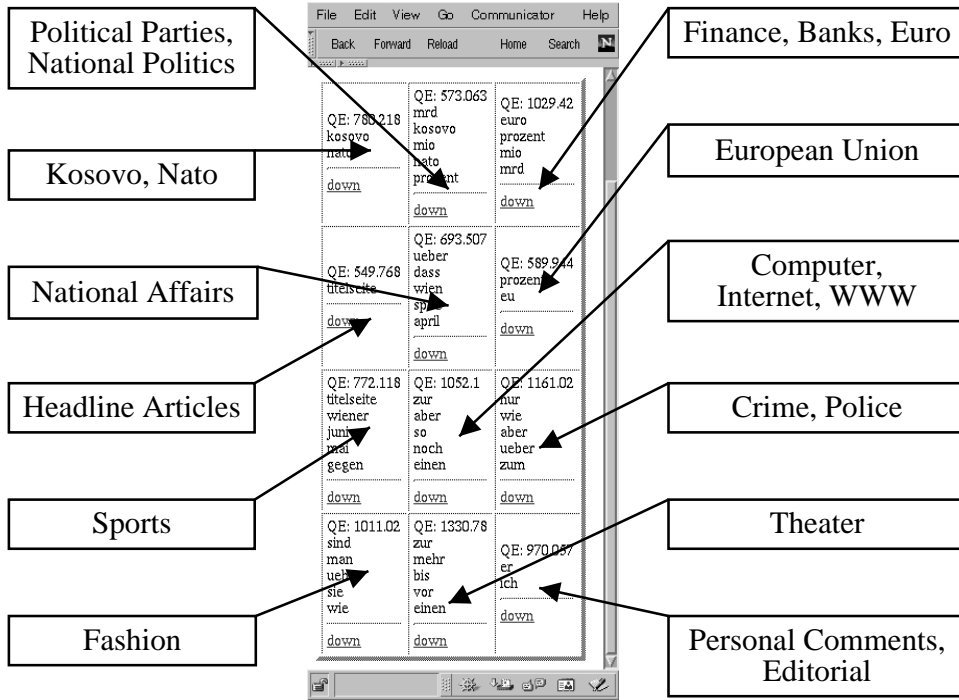 Political Parties,
National Politics
Kosovo, Nato
National Affairs
Headline Articles
Sports
Fashion
File Edit View Go Communicator Help
Back Forward Reload Home Search N
QE: 780.218
kosovo
nato
down
QE: 573.063
mrd
kosovo
mio
nato
prozent
down
QE: 1029.42
euro
prozent
mio
mrd
down
QE: 549.768
titelseite
down
QE: 693.507
ueber
dass
wien
april
down
QE: 589.944
prozent
eu
down
QE: 772.118
titelseite
wiener
juni
mai
gegen
down
QE: 1052.1
zur
aber
so
noch
einen
down
QE: 1161.02
nur
wie
aber
ueber
zum
down
QE: 1011.02
sind
man
ueber
sie
wie
down
QE: 1330.78
zur
mehr
bis
vor
einen
down
QE: 970.057
er
ich
down
Finance, Banks, Euro
European Union
Computer,
Internet, WWW
Crime, Police
Theater
Personal Comments,
Editorial